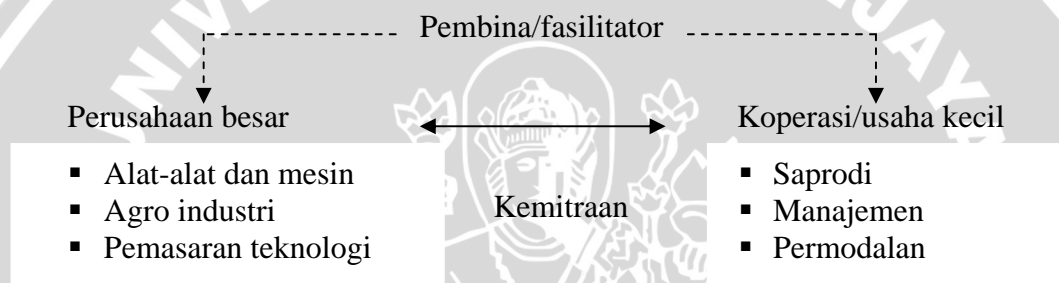 Pembina/fasilitator
Perusahaan besar
Koperasi/usaha kecil
▪ Alat-alat dan mesin
▪ Agro industri
▪ Pemasaran teknologi
Kemitraan
▪ Saprodi
▪ Manajemen
▪ Permodalan